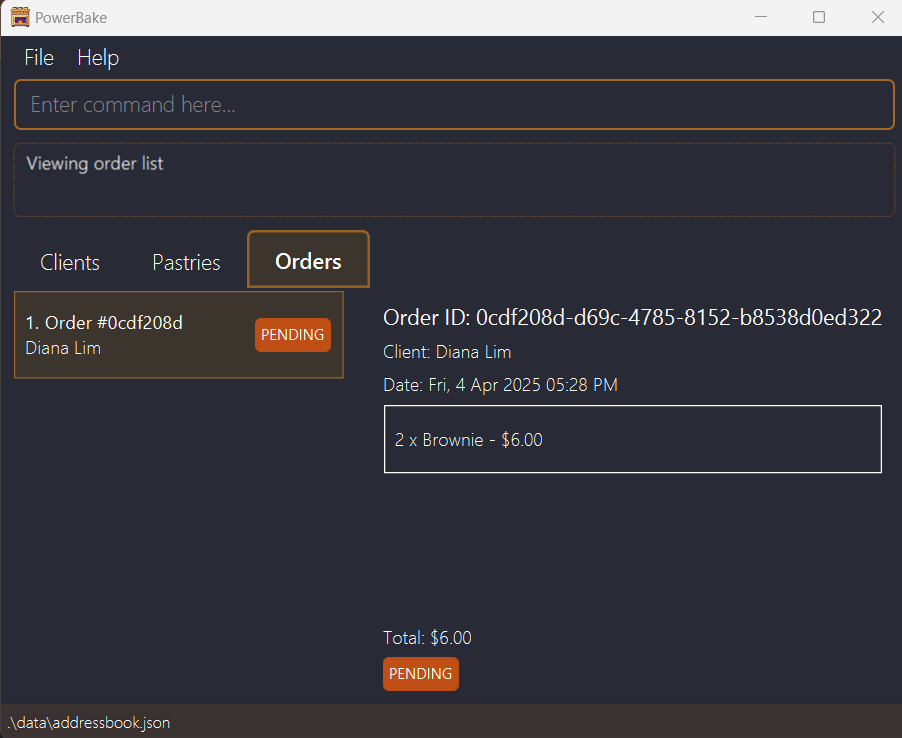 PowerBake
File Help
Enter command here...
Viewing order list
Clients Pastries Orders
1. Order #0cdf208d
Diana Lim
PENDING
Order ID: 0cdf208d-d69c-4785-8152-b8538d0ed322
Client: Diana Lim
Date: Fri, 4 Apr 2025 05:28 PM
2 x Brownie - $6.00
Total: $6.00
PENDING
.\data\addressbook.json